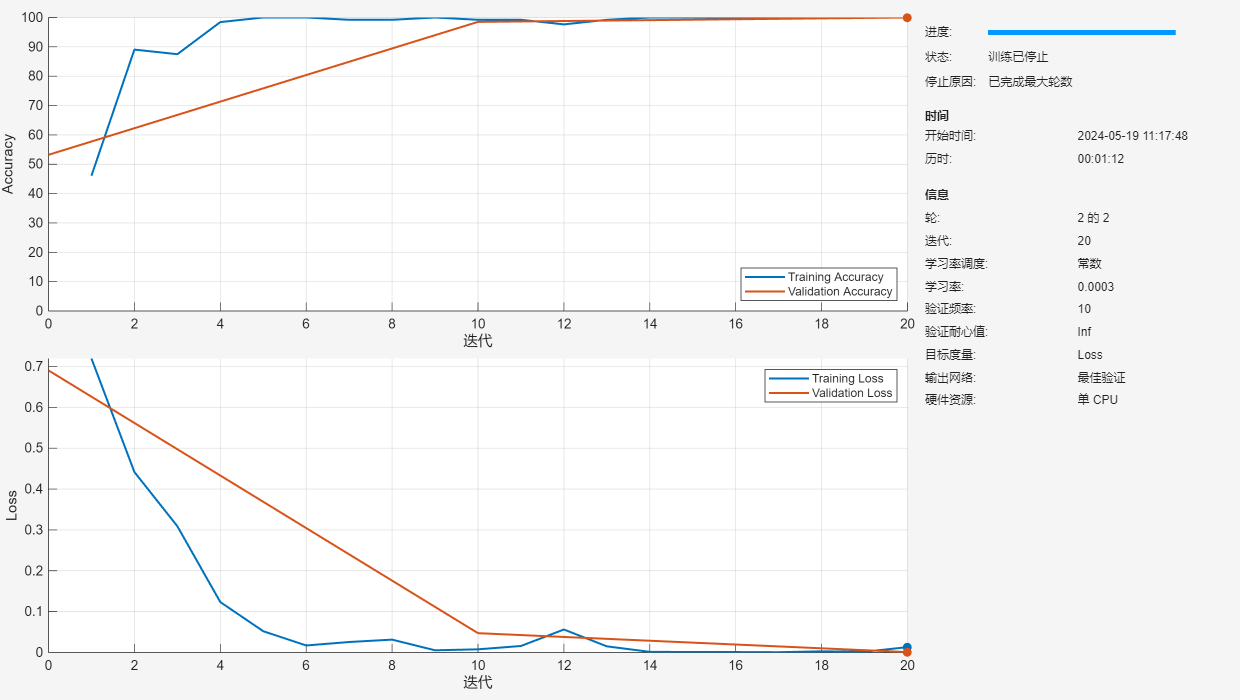 100
90
80
70
60
50
40
30
20
10
0
Accuracy
Training Accuracy
Validation Accuracy
0 2 4 6 8 10 12 14 16 18 20
迭代
0.7
0.6
0.5
0.4
0.3
0.2
0.1
0
Loss
Training Loss
Validation Loss
0 2 4 6 8 10 12 14 16 18 20
迭代
进度:
状态: 训练已停止
停止原因: 已完成最大轮数
时间
开始时间: 2024-05-19 11:17:48
历时: 00:01:12
信息
轮: 2 的 2
迭代: 20
学习率调度: 常数
学习率: 0.0003
验证频率: 10
验证耐心值: Inf
目标度量: Loss
输出网络: 最佳验证
硬件资源: 单 CPU